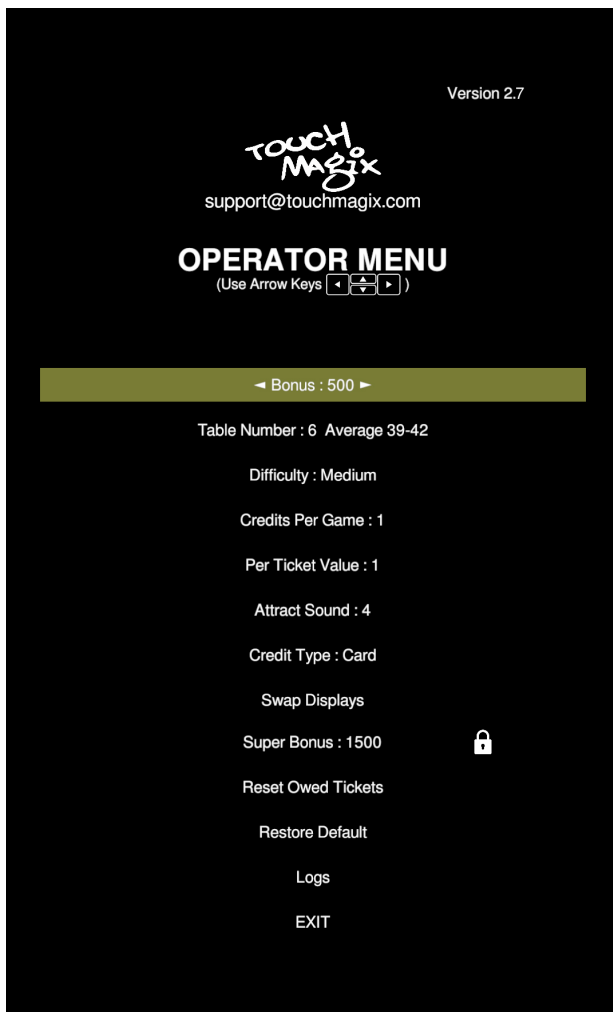 Version 2.7
TOUCH
MAGIX
support@touchmagix.com
OPERATOR MENU
(Use Arrow Keys ◄ ▲ ▼ ► )
◄ Bonus : 500 ►
Table Number : 6  Average 39-42
Difficulty : Medium
Credits Per Game : 1
Per Ticket Value : 1
Attract Sound : 4
Credit Type : Card
Swap Displays
Super Bonus : 1500
Reset Owed Tickets
Restore Default
Logs
EXIT